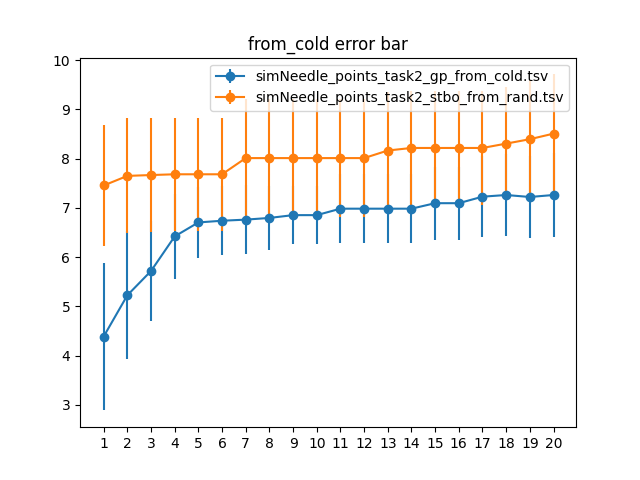 from_cold error bar
simNeedle_points_task2_gp_from_cold.tsv
simNeedle_points_task2_stbo_from_rand.tsv
10
9
8
7
6
5
4
3
1 2 3 4 5 6 7 8 9 10 11 12 13 14 15 16 17 18 19 20